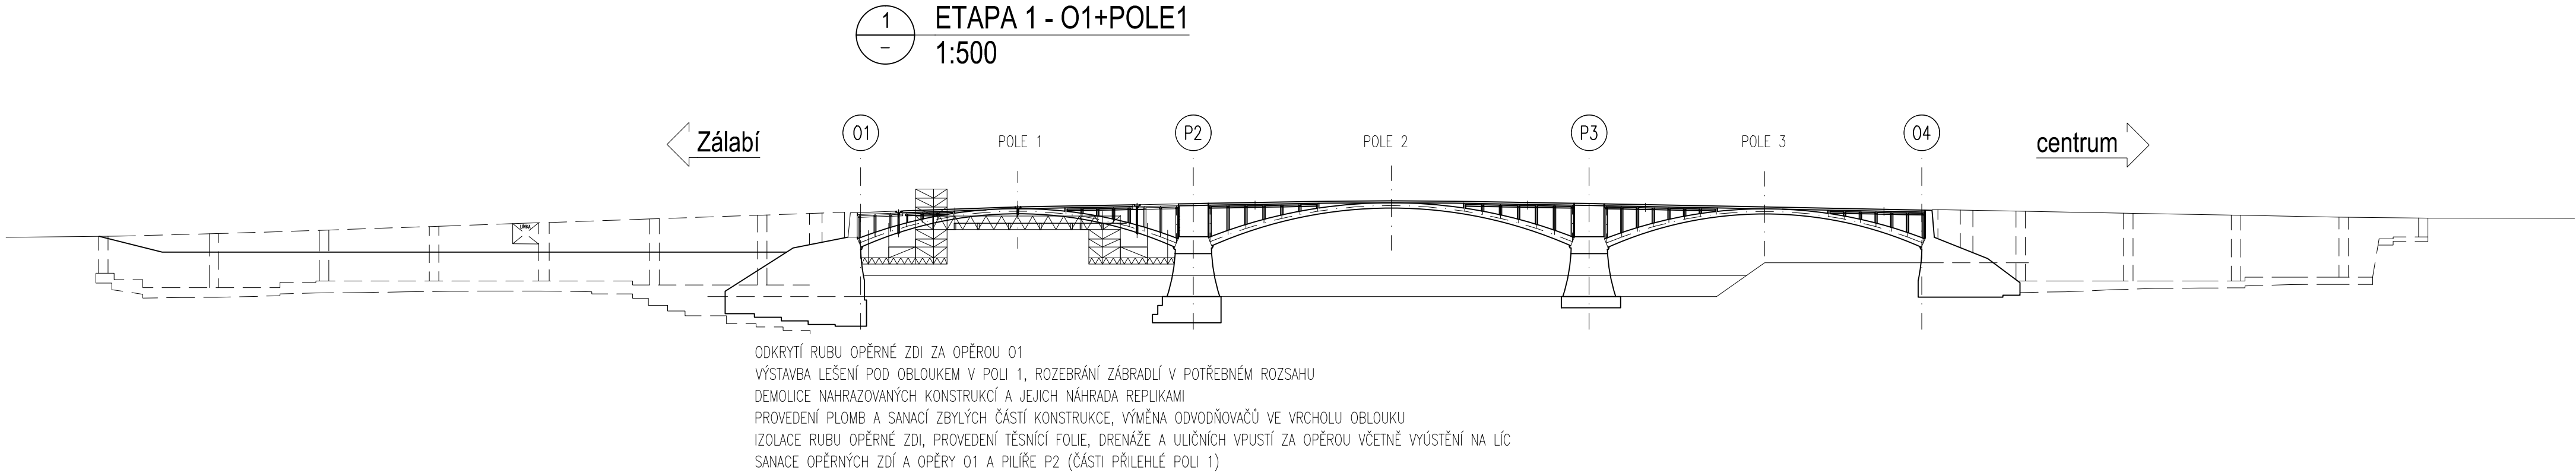 1
–
ETAPA 1 - O1+POLE1
1:500
Zálabí
O1
POLE 1
P2
POLE 2
P3
POLE 3
O4
centrum
LÁVKA
ODKRYTÍ RUBU OPĚRNÉ ZDI ZA OPĚROU O1
VÝSTAVBA LEŠENÍ POD OBLOUKEM V POLI 1, ROZEBRÁNÍ ZÁBRADLÍ V POTŘEBNÉM ROZSAHU
DEMOLICE NAHRAZOVANÝCH KONSTRUKCÍ A JEJICH NÁHRADA REPLIKAMI
PROVEDENÍ PLOMB A SANACÍ ZBYLÝCH ČÁSTÍ KONSTRUKCE, VÝMĚNA ODVODŇOVAČŮ VE VRCHOLU OBLOUKU
IZOLACE RUBU OPĚRNÉ ZDI, PROVEDENÍ TĚSNÍCÍ FOLIE, DRENÁŽE A ULIČNÍCH VPUSTÍ ZA OPĚROU VČETNĚ VYÚSTĚNÍ NA LÍC
SANACE OPĚRNÝCH ZDÍ A OPĚRY O1 A PILÍŘE P2 (ČÁSTI PŘILEHLÉ POLI 1)